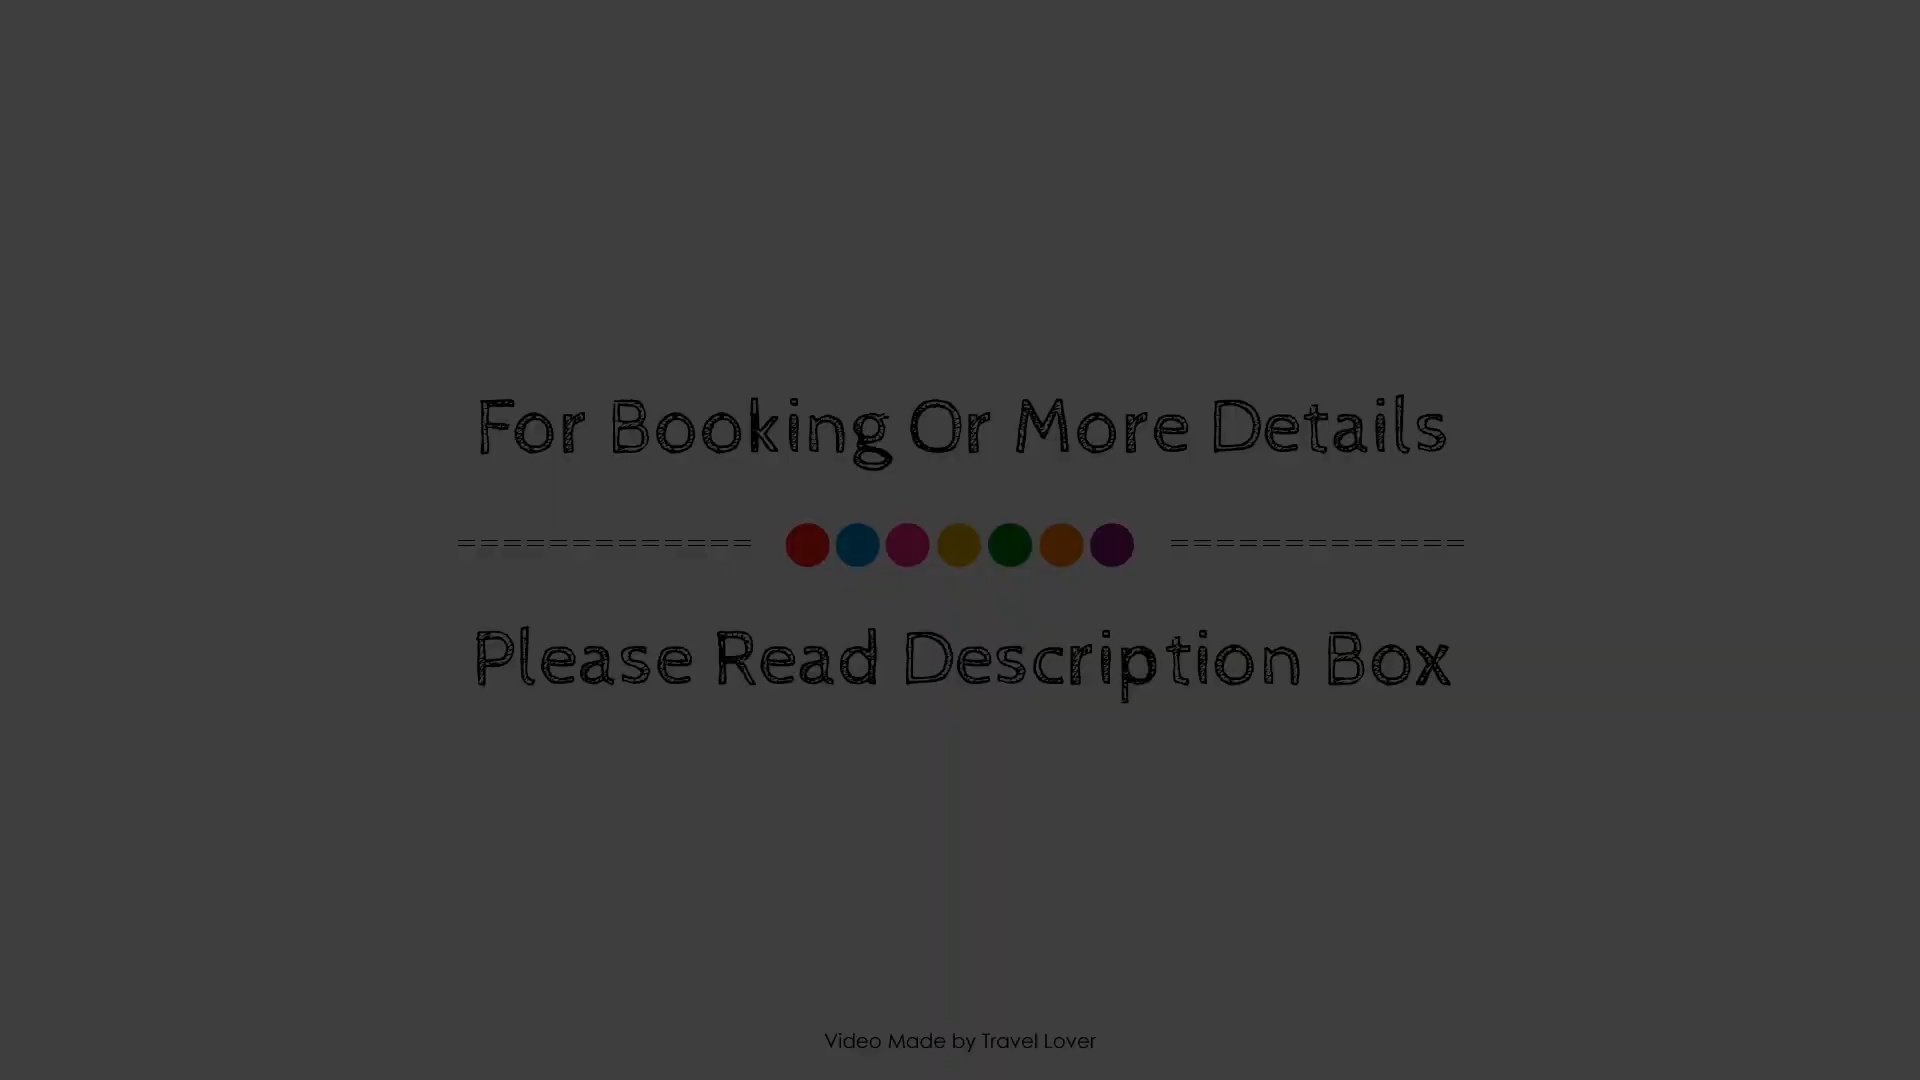 For Booking Or More Details
============= =============
Please Read Description Box
Video Made by Travel Lover